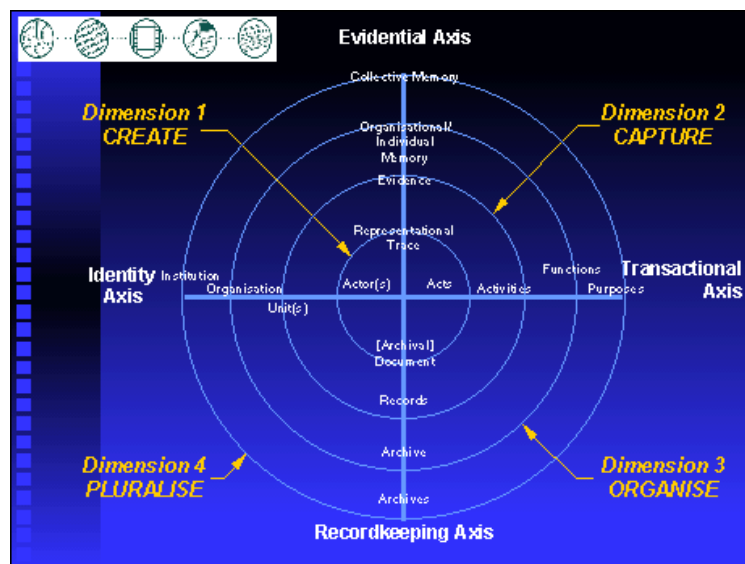 Evidential Axis
Collective Memory
Dimension 1
CREATE
Dimension 2
CAPTURE
Organisational/
Individual
Memory
Evidence
Representational
Trace
Identity
Axis
Institution
Organisation
Unit(s)
Actor(s)
Acts
Activities
Functions
Purposes
Transactional
Axis
[Archival]
Document
Records
Archive
Archives
Dimension 4
PLURALISE
Dimension 3
ORGANISE
Recordkeeping Axis